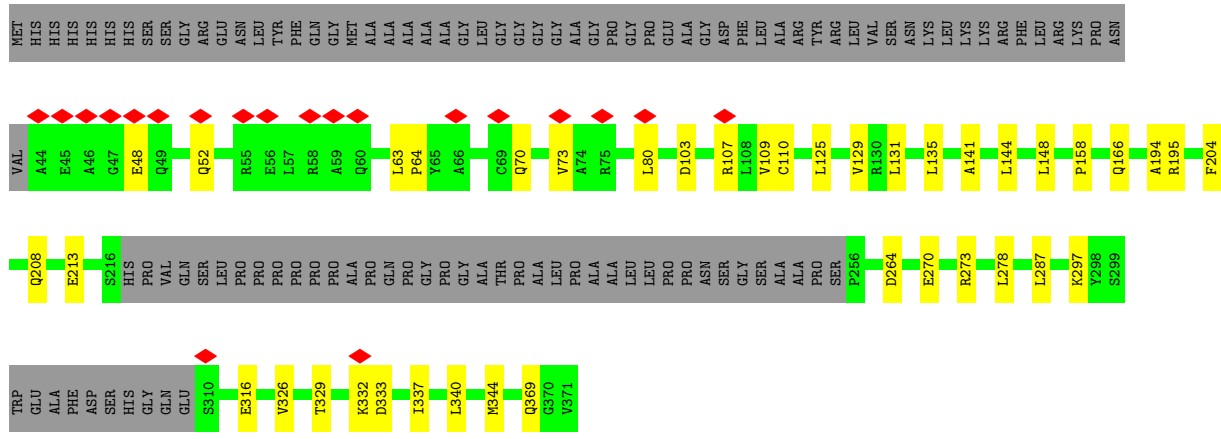 MET HIS HIS HIS HIS HIS HIS SER SER GLY ARG GLU ASN LEU TYR PHE GLN GLY MET ALA ALA ALA ALA ALA GLY LEU GLY GLY GLY GLY ALA GLY PRO GLY PRO GLU ALA GLY ASP PHE LEU ALA ARG TYR ARG LEU VAL SER ASN LYS LEU LYS LYS ARG PHE LEU ARG LYS PRO ASN
VAL A44 E45 A46 G47 E48 Q49 Q52 R55 E56 L57 R58 A59 Q60 L63 P64 Y65 A66 C69 Q70 V73 A74 R75 L80 D103 R107 L108 V109 C110 L125 V129 R130 L131 L135 A141 L144 L148 P158 Q166 A194 R195 F204
Q208 E213 S216 HIS PRO VAL GLN SER LEU PRO PRO PRO PRO PRO PRO ALA PRO GLN PRO GLY PRO GLY ALA THR PRO ALA LEU PRO ALA ALA LEU LEU PRO PRO ASN SER GLY SER ALA ALA PRO SER P256 D264 E270 R273 L278 L287 K297 Y298 S299
TRP GLU ALA PHE ASP SER HIS GLY GLN GLU S310 E316 V326 T329 K332 D333 I337 L340 M344 Q369 G370 V371